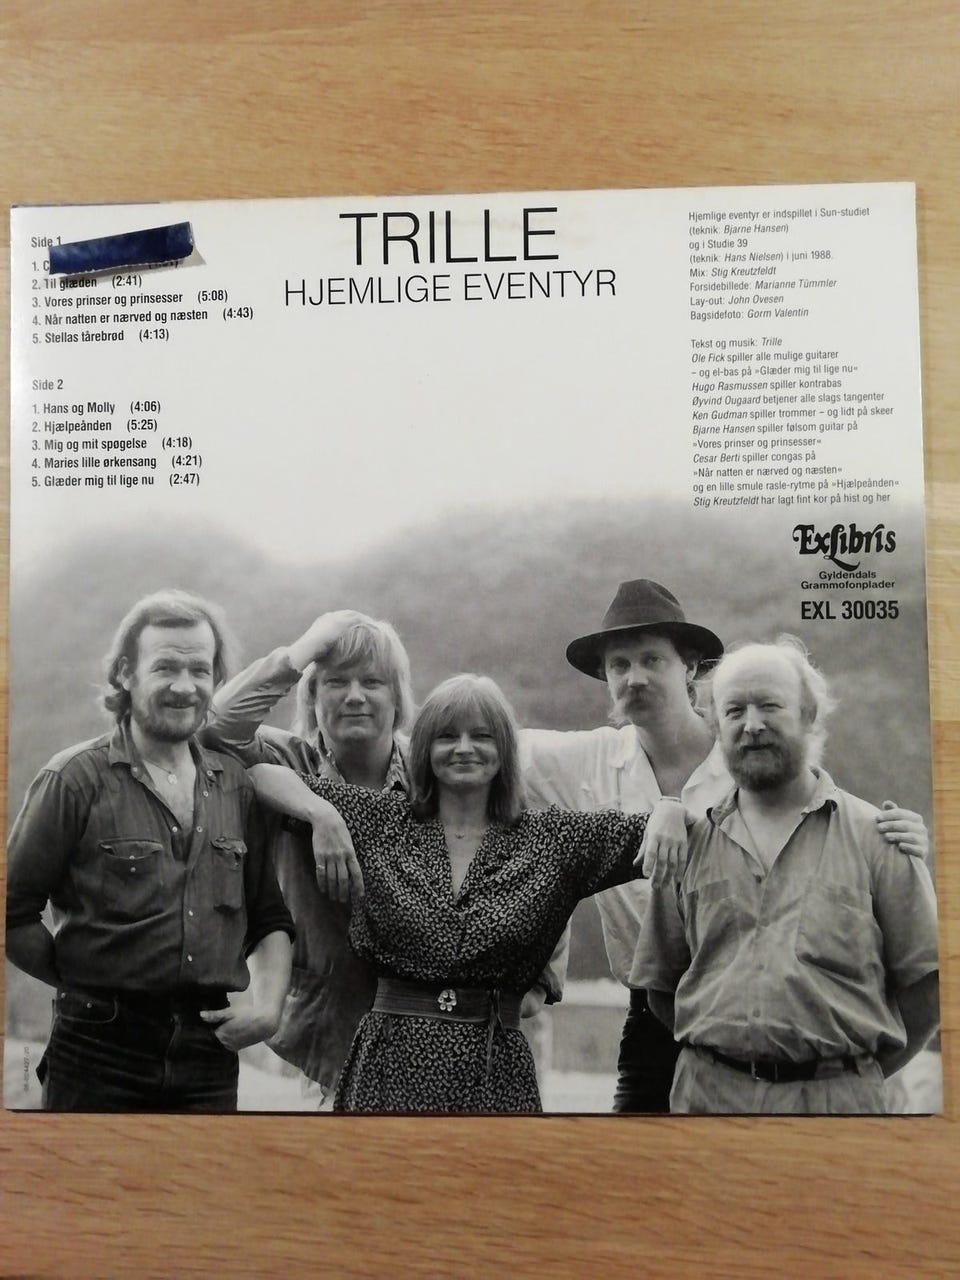 Side 1
1.
2. Til glæden (2:41)
3. Vores prinser og prinsesser (5:08)
4. Når natten er nærved og næsten (4:43)
5. Stellas tårebrød (4:13)
Side 2
1. Hans og Molly (4:06)
2. Hjælpeånden (5:25)
3. Mig og mit spøgelse (4:18)
4. Maries lille ørkensang (4:21)
5. Glæder mig til lige nu (2:47)
TRILLE
HJEMLIGE EVENTYR
Hjemlige eventyr er indspillet i Sun-studiet
(teknik: Bjarne Hansen)
og i Studie 39
(teknik: Hans Nielsen) i juni 1988.
Mix: Stig Kreutzfeldt
Forsidebillede: Marianne Tümmler
Lay-out: John Ovesen
Bagsidefoto: Gorm Valentin
Tekst og musik: Trille
Ole Fick spiller alle mulige guitarer
– og el-bas på »Glæder mig til lige nu«
Hugo Rasmussen spiller kontrabas
Øyvind Ougaard betjener alle slags tangenter
Ken Gudman spiller trommer – og lidt på skeer
Bjarne Hansen spiller følsom guitar på
»Vores prinser og prinsesser«
Cesar Berti spiller congas på
»Når natten er nærved og næsten«
og en lille smule rasle-rytme på »Hjælpeånden«
Stig Kreutzfeldt har lagt fint kor på hist og her
ExLibris
Gyldendals
Grammofonplader
EXL 30035